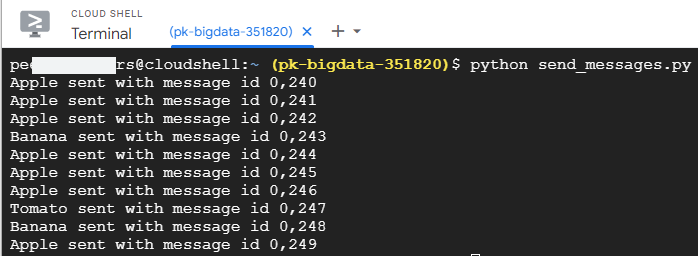 CLOUD SHELL
Terminal (pk-bigdata-351820) × + ▾
pe rs@cloudshell:~ (pk-bigdata-351820)$ python send_messages.py
Apple sent with message id 0,240
Apple sent with message id 0,241
Apple sent with message id 0,242
Banana sent with message id 0,243
Apple sent with message id 0,244
Apple sent with message id 0,245
Apple sent with message id 0,246
Tomato sent with message id 0,247
Banana sent with message id 0,248
Apple sent with message id 0,249